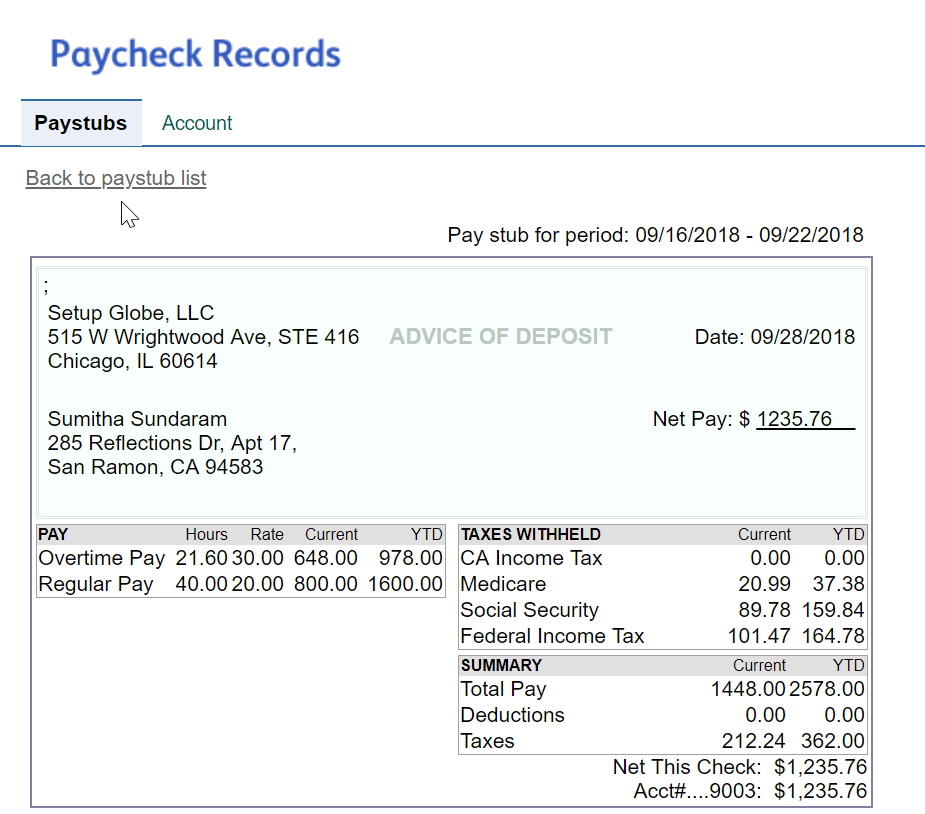 Paycheck Records
Paystubs Account
Back to paystub list
Pay stub for period: 09/16/2018 - 09/22/2018
;
Setup Globe, LLC
515 W Wrightwood Ave, STE 416 ADVICE OF DEPOSIT Date: 09/28/2018
Chicago, IL 60614
Sumitha Sundaram Net Pay: $ 1235.76
285 Reflections Dr, Apt 17,
San Ramon, CA 94583
PAY Hours Rate Current YTD
Overtime Pay 21.60 30.00 648.00 978.00
Regular Pay 40.00 20.00 800.00 1600.00
TAXES WITHHELD Current YTD
CA Income Tax 0.00 0.00
Medicare 20.99 37.38
Social Security 89.78 159.84
Federal Income Tax 101.47 164.78
SUMMARY Current YTD
Total Pay 1448.00 2578.00
Deductions 0.00 0.00
Taxes 212.24 362.00
Net This Check: $1,235.76
Acct#....9003: $1,235.76